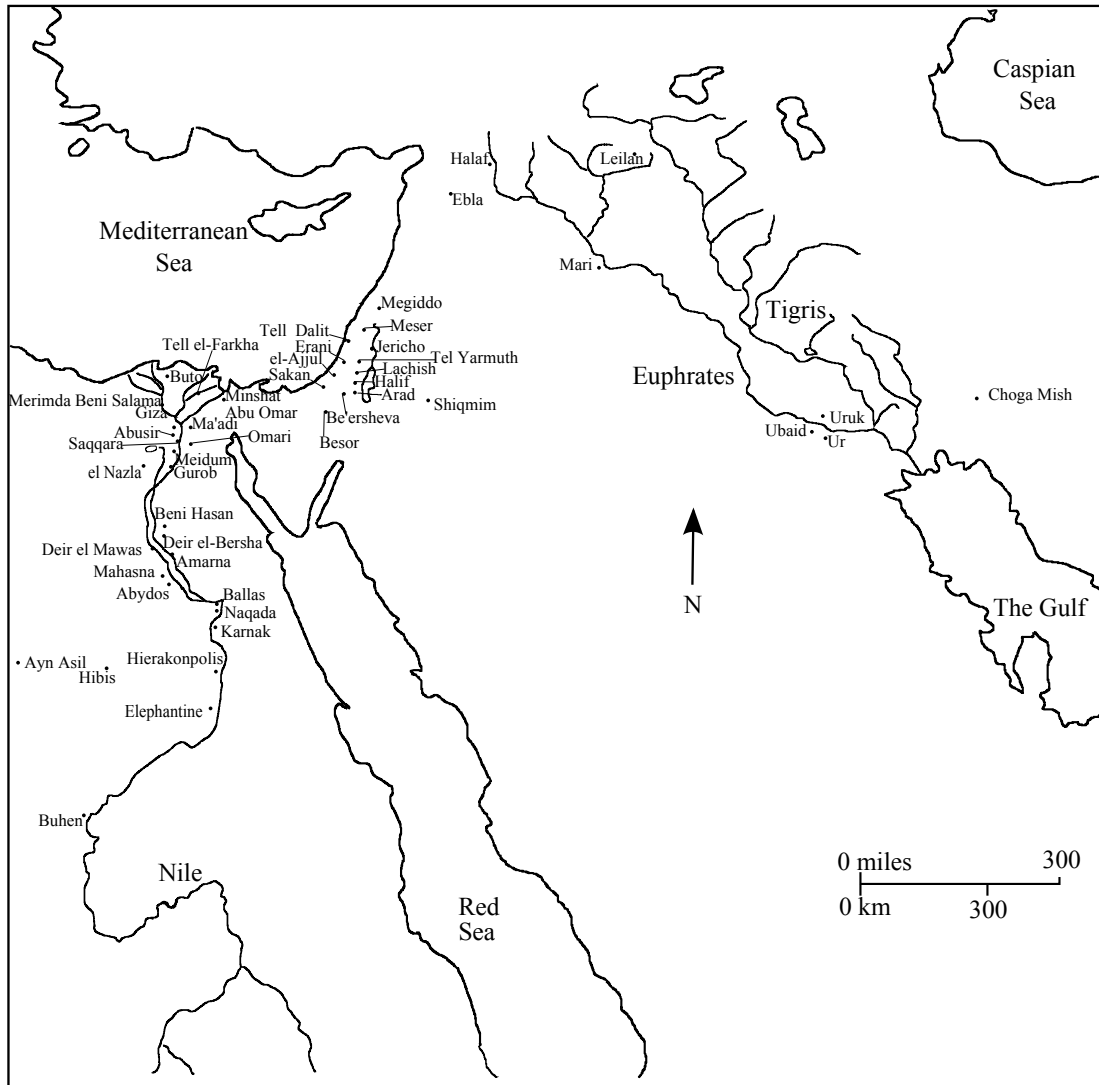 Caspian
Sea
Halaf
Leilan
Ebla
Mediterranean
Sea
Mari
Megiddo
Tigris
Tell Dalit
Meser
Erani
Jericho
Tell el-Farkha
el-Ajjul
Tel Yarmuth
Sakan
Lachish
Buto
Halif
Euphrates
Merimda Beni Salama
Minshat
Abu Omar
Arad
Shiqmim
Choga Mish
Giza
Be'ersheva
Uruk
Abusir
Ma'adi
Omari
Ubaid
Ur
Saqqara
Besor
Meidum
el Nazla
Gurob
Beni Hasan
Deir el-Bersha
Deir el Mawas
Amarna
Mahasna
Abydos
Ballas
N
Naqada
The Gulf
Karnak
Ayn Asil
Hibis
Hierakonpolis
Elephantine
Buhen
Nile
0 miles 300
0 km 300
Red
Sea